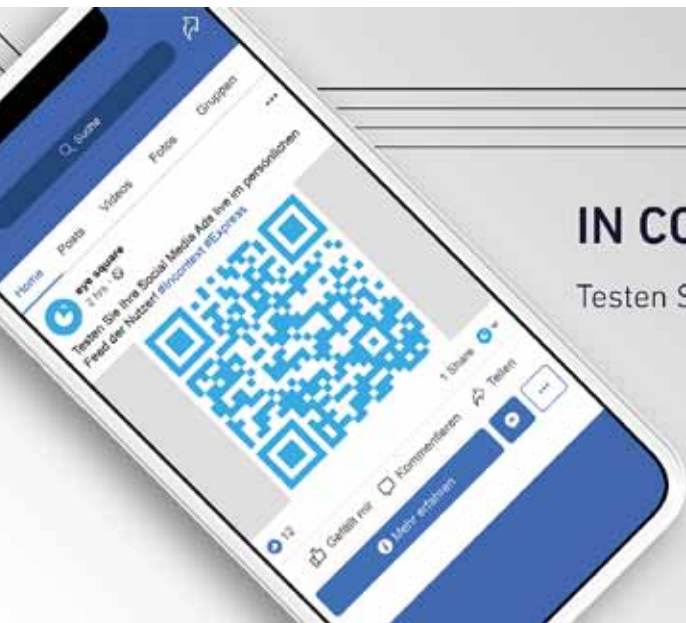 Suche
Home Posts Videos Fotos Gruppen
eye square
2 hrs
Testen Sie Ihre Social Media Ads live im persönlichen
Feed der Nutzer! #incontext #Express
12
1 Share
Gefällt mir Kommentieren Teilen
Mehr erfahren
IN CO
Testen S